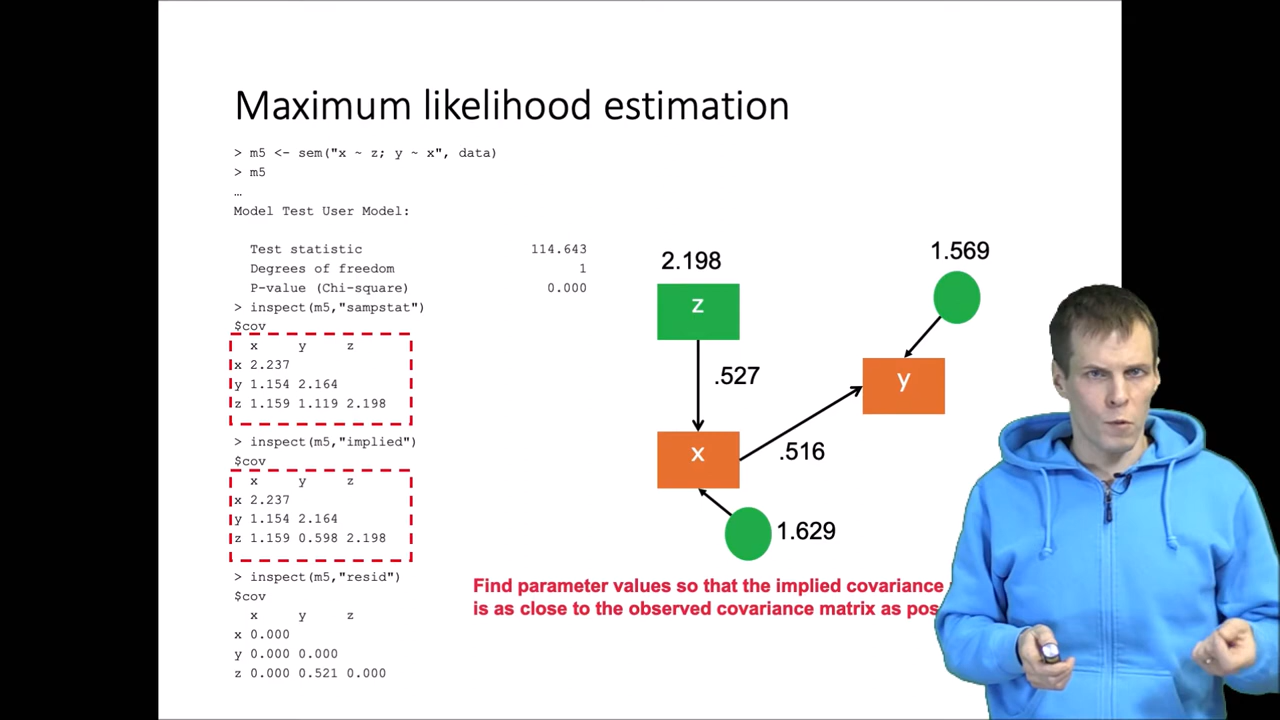 Maximum likelihood estimation
> m5 <- sem("x ~ z; y ~ x", data)
> m5
…
Model Test User Model:
Test statistic 114.643
Degrees of freedom 1
P-value (Chi-square) 0.000
> inspect(m5,"sampstat")
$cov
x y z
x 2.237
y 1.154 2.164
z 1.159 1.119 2.198
> inspect(m5,"implied")
$cov
x y z
x 2.237
y 1.154 2.164
z 1.159 0.598 2.198
> inspect(m5,"resid")
$cov
x y z
x 0.000
y 0.000 0.000
z 0.000 0.521 0.000
2.198
z
.527
x
1.629
.516
y
1.569
Find parameter values so that the implied covariance
is as close to the observed covariance matrix as